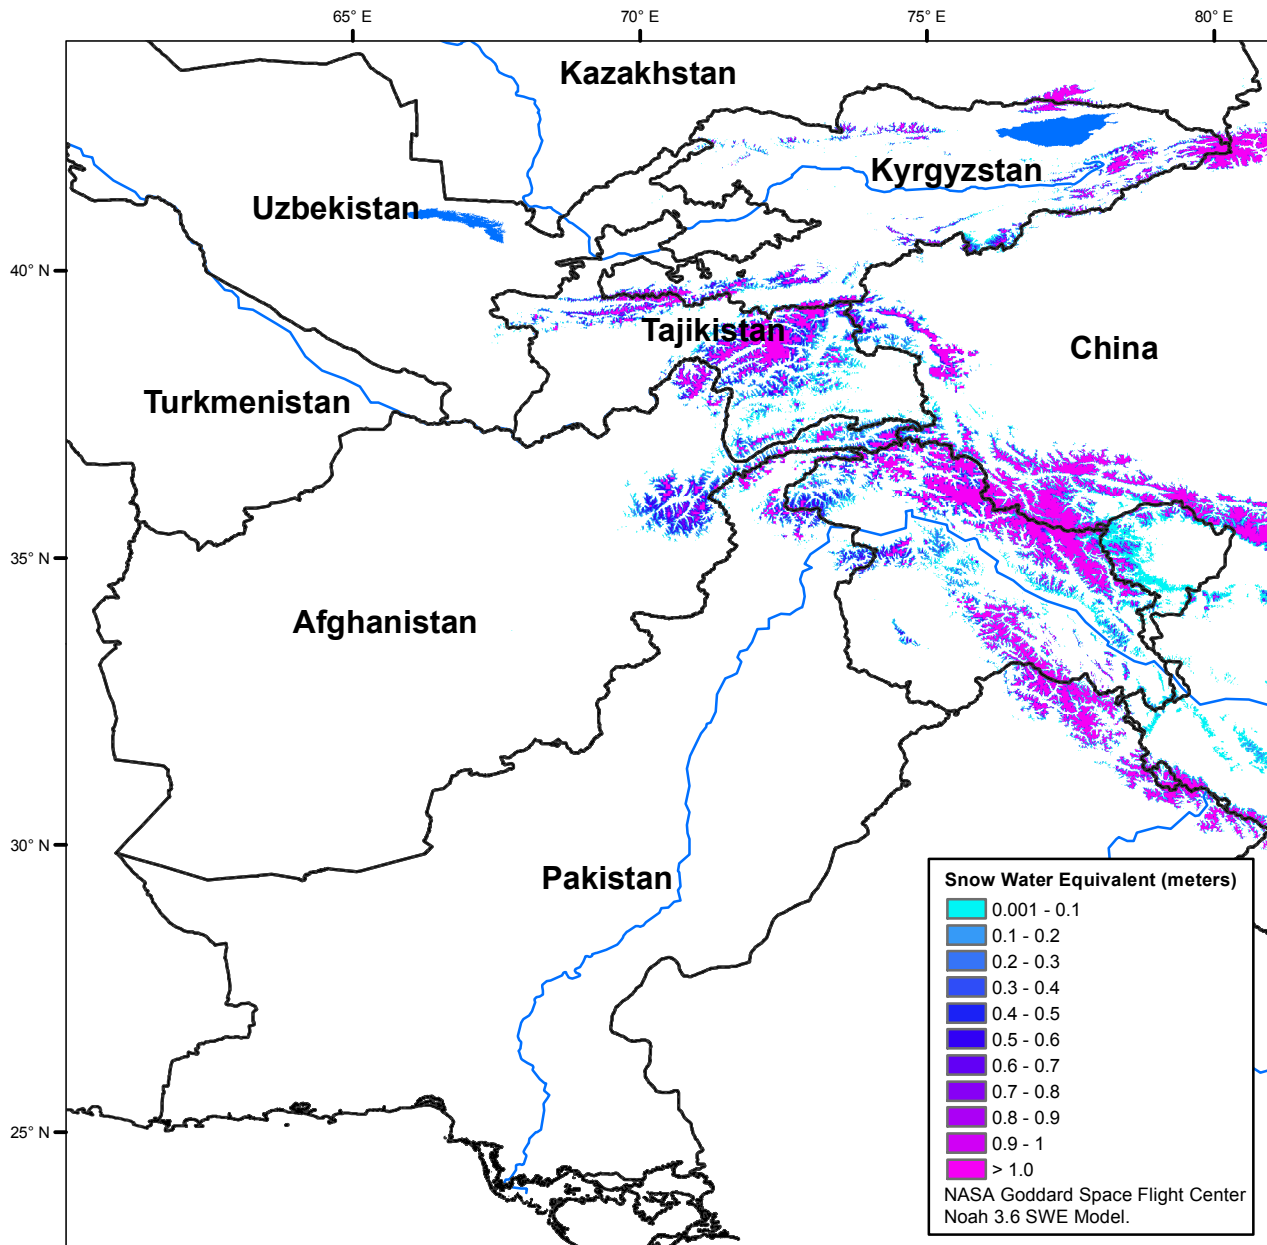 65° E
70° E
75° E
80° E
Kazakhstan
Kyrgyzstan
Uzbekistan
40° N
Tajikistan
China
Turkmenistan
35° N
Afghanistan
30° N
Pakistan
25° N
Snow Water Equivalent (meters)
0.001 - 0.1
0.1 - 0.2
0.2 - 0.3
0.3 - 0.4
0.4 - 0.5
0.5 - 0.6
0.6 - 0.7
0.7 - 0.8
0.8 - 0.9
0.9 - 1
> 1.0
NASA Goddard Space Flight Center
Noah 3.6 SWE Model.